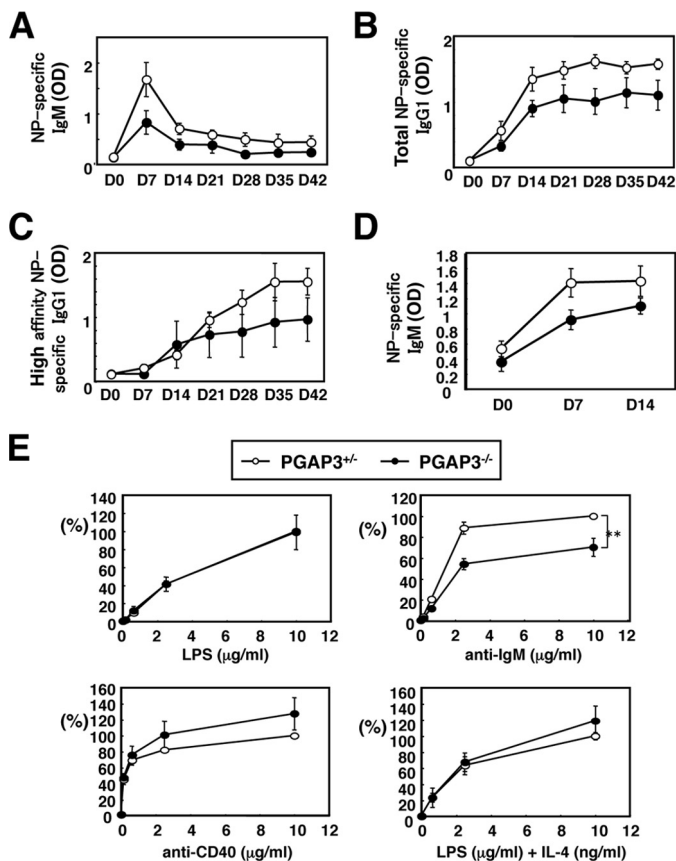 A
NP-specific
IgM (OD)
2
1
0
D0 D7 D14 D21 D28 D35 D42
B
Total NP-specific
IgG1 (OD)
2
1
0
D0 D7 D14 D21 D28 D35 D42
C
High affinity NP-
specific IgG1 (OD)
2
1
0
D0 D7 D14 D21 D28 D35 D42
D
NP-specific
IgM (OD)
1.8
1.6
1.4
1.2
1
0.8
0.6
0.4
0.2
0
D0 D7 D14
E
PGAP3+/- PGAP3-/-
(%)
140
120
100
80
60
40
20
0
0 2 4 6 8 10 12
LPS (μg/ml)
(%)
120
100
80
60
40
20
0
**
0 2 4 6 8 10 12
anti-IgM (μg/ml)
(%)
160
140
120
100
80
60
40
20
0
0 2 4 6 8 10 12
anti-CD40 (μg/ml)
(%)
160
140
120
100
80
60
40
20
0
0 2 4 6 8 10 12
LPS (μg/ml) + IL-4 (ng/ml)